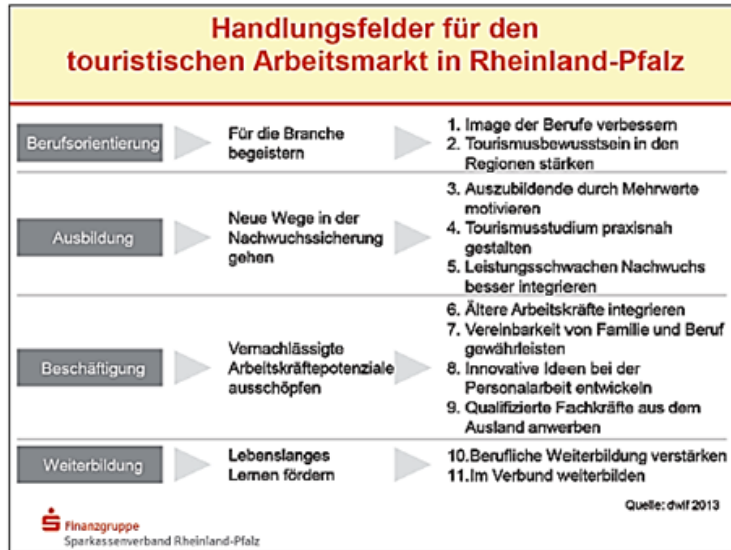 Handlungsfelder für den
touristischen Arbeitsmarkt in Rheinland-Pfalz
Berufsorientierung
Für die Branche
begeistern
1. Image der Berufe verbessern
2. Tourismusbewusstsein in den
Regionen stärken
Ausbildung
Neue Wege in der
Nachwuchssicherung
gehen
3. Auszubildende durch Mehrwerte
motivieren
4. Tourismusstudium praxisnah
gestalten
5. Leistungsschwachen Nachwuchs
besser integrieren
Beschäftigung
Vernachlässigte
Arbeitskräftepotenziale
ausschöpfen
6. Ältere Arbeitskräfte integrieren
7. Vereinbarkeit von Familie und Beruf
gewährleisten
8. Innovative Ideen bei der
Personalarbeit entwickeln
9. Qualifizierte Fachkräfte aus dem
Ausland anwerben
Weiterbildung
Lebenslanges
Lernen fördern
10.Berufliche Weiterbildung verstärken
11.Im Verbund weiterbilden
Quelle: dwif 2013
Finanzgruppe
Sparkassenverband Rheinland-Pfalz